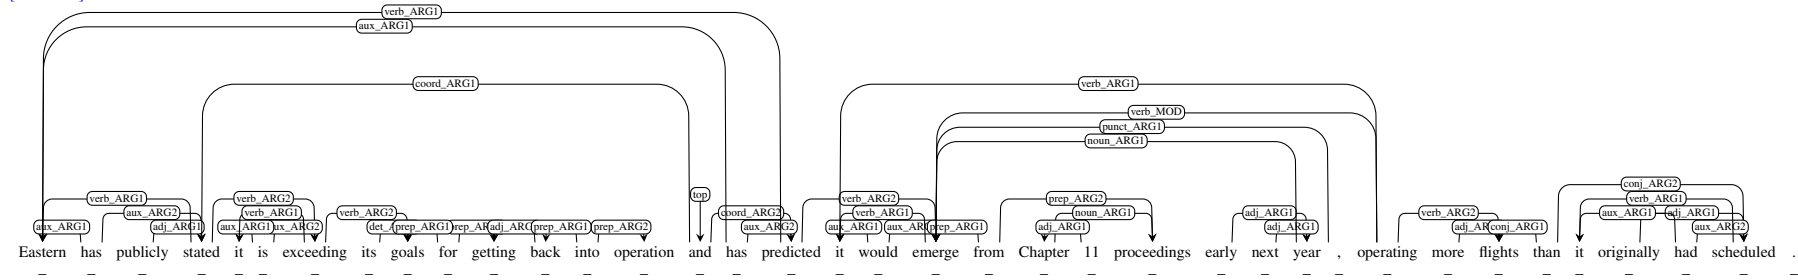 verb_ARG1
aux_ARG1
coord_ARG1 verb_ARG1
verb_MOD
punct_ARG1
noun_ARG1
conj_ARG2
top
verb_ARG1 verb_ARG2 verb_ARG2 prep_ARG2 verb_ARG1
aux_ARG2 verb_ARG1 verb_ARG2 coord_ARG2 verb_ARG1 noun_ARG1 adj_ARG1 verb_ARG2 aux_ARG1 adj_ARG1
aux_ARG1 adj_ARG1 aux_ARG1 prep_ARG1 prep_ARG1 prep_ARG2 aux_ARG2 prep_ARG1 adj_ARG1 adj_ARG1 conj_ARG1 aux_ARG2
Eastern has publicly stated it is exceeding its goals for getting back into operation and has predicted it would emerge from Chapter 11 proceedings early next year , operating more flights than it originally had scheduled .